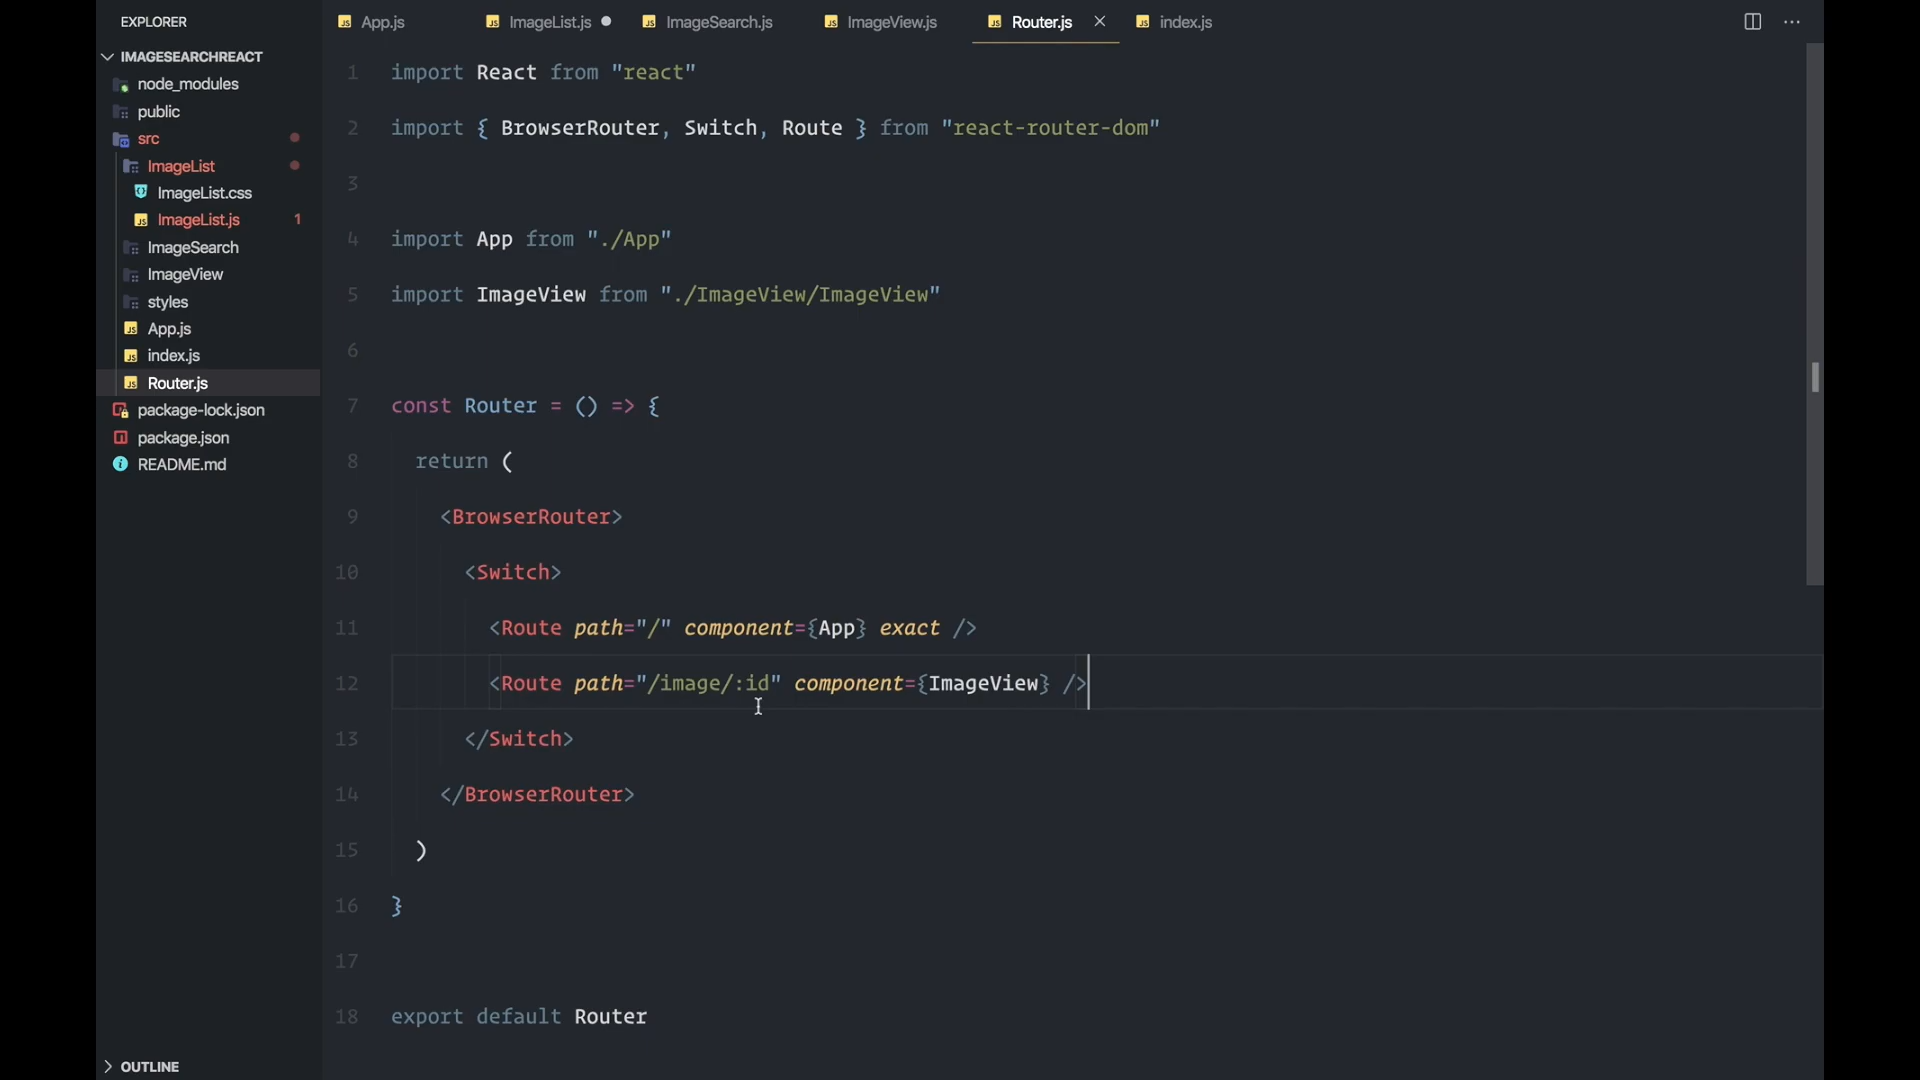 EXPLORER
IMAGESEARCHREACT
node_modules
public
src
ImageList
ImageList.css
ImageList.js 1
ImageSearch
ImageView
styles
App.js
index.js
Router.js
package-lock.json
package.json
README.md
OUTLINE
App.js ImageList.js ImageSearch.js ImageView.js Router.js index.js
1 import React from "react"
2 import { BrowserRouter, Switch, Route } from "react-router-dom"
3
4 import App from "./App"
5 import ImageView from "./ImageView/ImageView"
6
7 const Router = () => {
8 return (
9 <BrowserRouter>
10 <Switch>
11 <Route path="/" component={App} exact />
12 <Route path="/image/:id" component={ImageView} />
13 </Switch>
14 </BrowserRouter>
15 )
16 }
17
18 export default Router